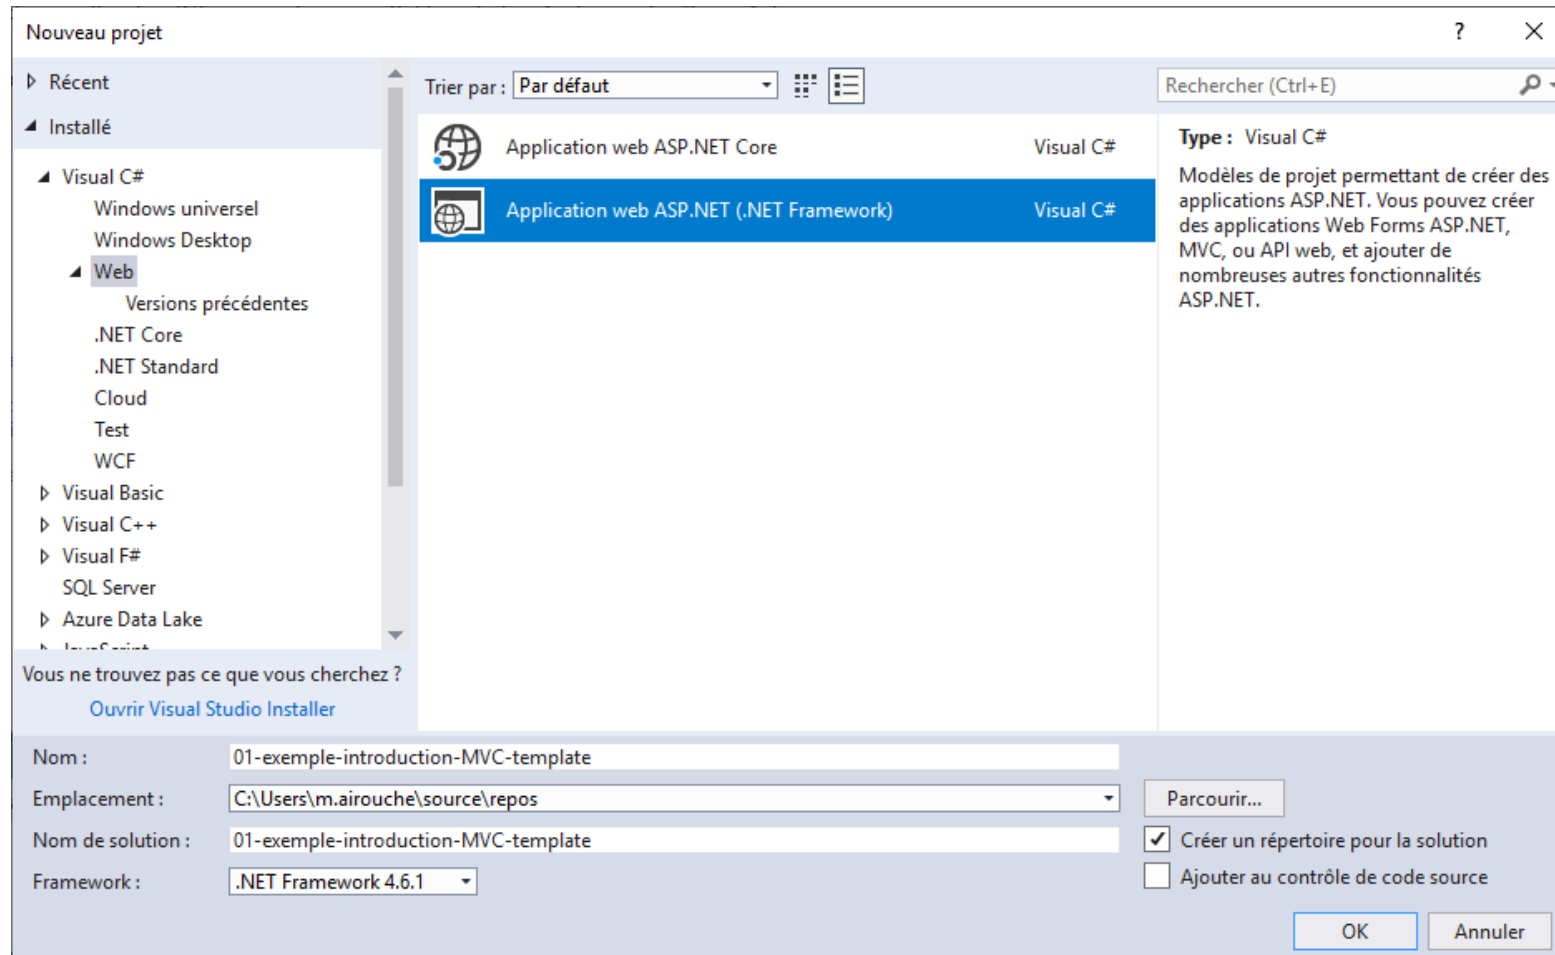 Nouveau projet
?
Récent
Installé
Visual C#
Windows universel
Windows Desktop
Web
Versions précédentes
.NET Core
.NET Standard
Cloud
Test
WCF
Visual Basic
Visual C++
Visual F#
SQL Server
Azure Data Lake
JavaScript
Vous ne trouvez pas ce que vous cherchez ?
Ouvrir Visual Studio Installer
Trier par : Par défaut
Application web ASP.NET Core Visual C#
Application web ASP.NET (.NET Framework) Visual C#
Rechercher (Ctrl+E)
Type : Visual C#
Modèles de projet permettant de créer des
applications ASP.NET. Vous pouvez créer
des applications Web Forms ASP.NET,
MVC, ou API web, et ajouter de
nombreuses autres fonctionnalités
ASP.NET.
Nom : 01-exemple-introduction-MVC-template
Emplacement : C:\Users\m.airouche\source\repos Parcourir...
Nom de solution : 01-exemple-introduction-MVC-template Créer un répertoire pour la solution
Framework : .NET Framework 4.6.1 Ajouter au contrôle de code source
OK Annuler